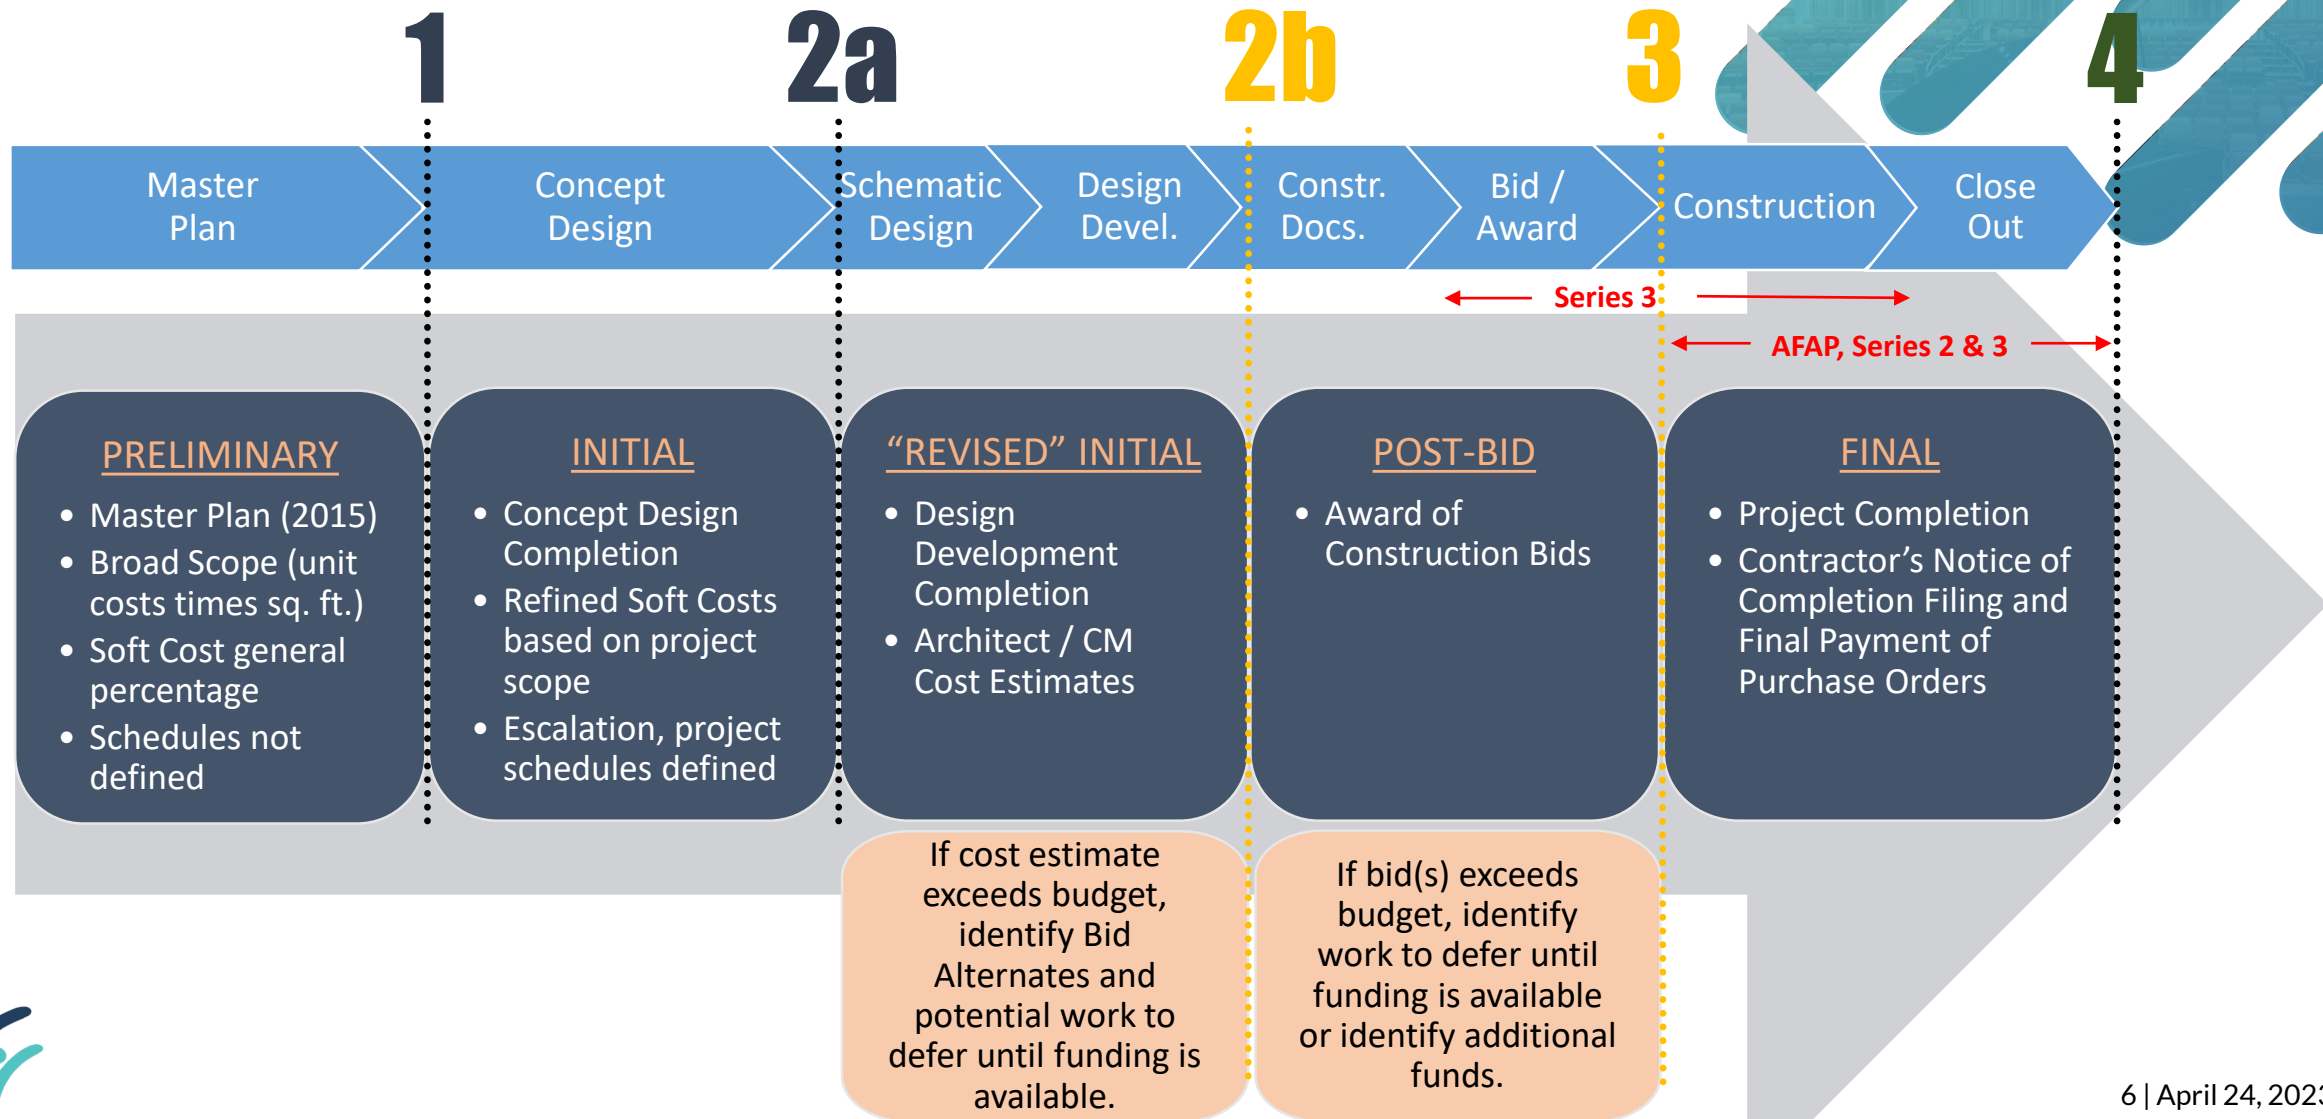 1
2a
2b
3
4
Master
Plan
Concept
Design
Schematic
Design
Design
Devel.
Constr.
Docs.
Bid /
Award
Construction
Close
Out
Series 3
AFAP, Series 2 & 3
PRELIMINARY
• Master Plan (2015)
• Broad Scope (unit
costs times sq. ft.)
• Soft Cost general
percentage
• Schedules not
defined
INITIAL
• Concept Design
Completion
• Refined Soft Costs
based on project
scope
• Escalation, project
schedules defined
“REVISED” INITIAL
• Design
Development
Completion
• Architect / CM
Cost Estimates
POST-BID
• Award of
Construction Bids
FINAL
• Project Completion
• Contractor’s Notice of
Completion Filing and
Final Payment of
Purchase Orders
If cost estimate
exceeds budget,
identify Bid
Alternates and
potential work to
defer until funding is
available.
If bid(s) exceeds
budget, identify
work to defer until
funding is available
or identify additional
funds.
6 | April 24, 2023